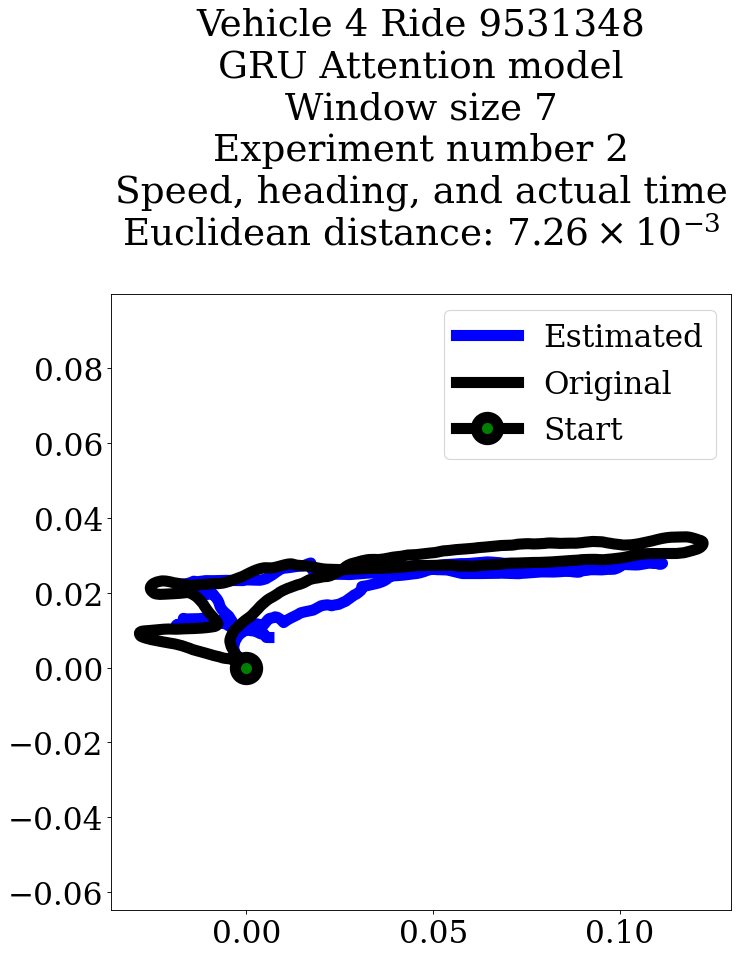 Vehicle 4 Ride 9531348
GRU Attention model
Window size 7
Experiment number 2
Speed, heading, and actual time
Euclidean distance: 7.26 × 10⁻³
Estimated
Original
Start
0.08
0.06
0.04
0.02
0.00
−0.02
−0.04
−0.06
0.00 0.05 0.10